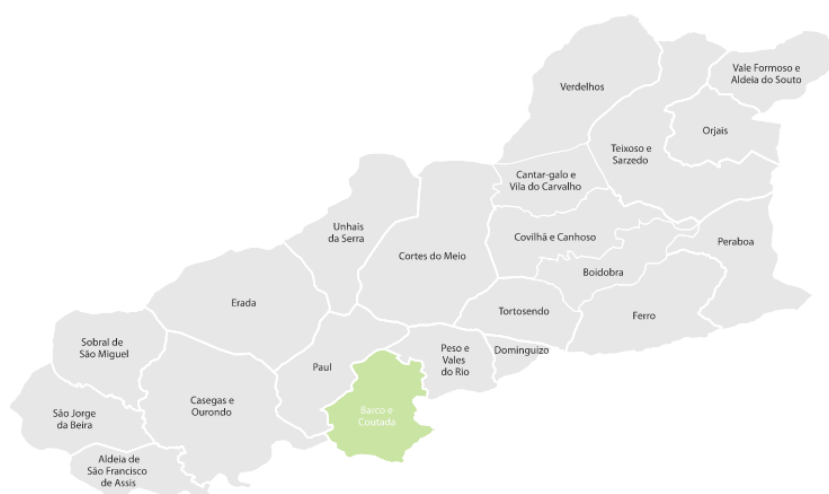 Vale Formoso e
Aldeia do Souto
Verdelhos
Orjais
Teixoso e
Sarzedo
Cantar-galo e
Vila do Carvalho
Unhais
da Serra
Covilhã e Canhoso
Peraboa
Cortes do Meio
Boidobra
Erada
Tortosendo
Ferro
Sobral de
São Miguel
Peso e
Vales
do Rio
Dominguizo
Paul
Casegas e
Ourondo
Barco e
Coutada
São Jorge
da Beira
Aldeia de
São Francisco
de Assis